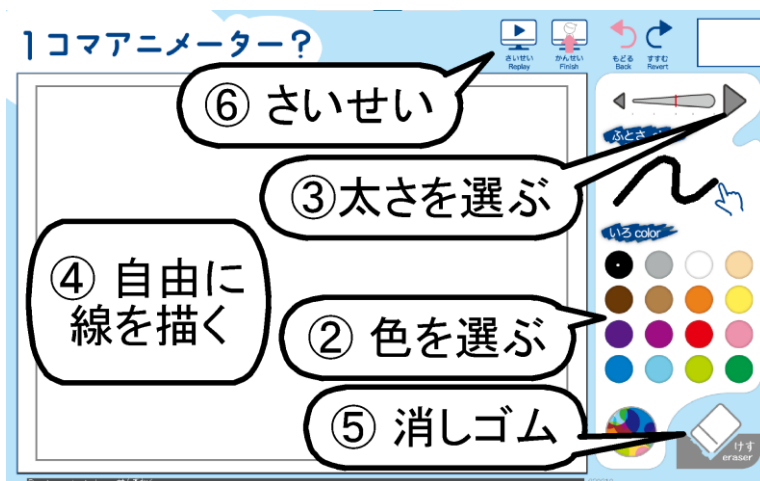 1コマアニメーター?
さいせい
Replay
かんせい
Finish
もどる
Back
すすむ
Revert
⑥ さいせい
ふとさ
③太さを選ぶ
いろ color
④ 自由に
線を描く
② 色を選ぶ
⑤ 消しゴム
けす
eraser